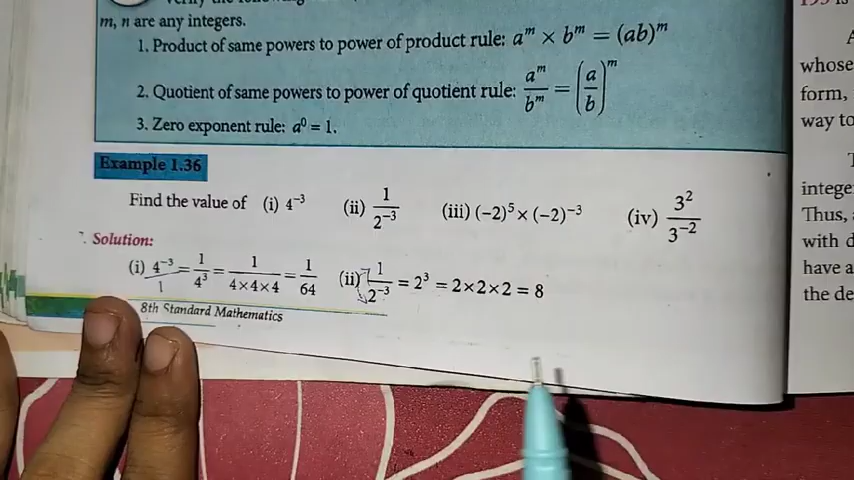 m, n are any integers.
1. Product of same powers to power of product rule: a^m × b^m = (ab)^m
2. Quotient of same powers to power of quotient rule: a^m/b^m = (a/b)^m
3. Zero exponent rule: a^0 = 1.
Example 1.36
Find the value of (i) 4^-3 (ii) 1/2^-3 (iii) (-2)^5 × (-2)^-3 (iv) 3^2/3^-2
Solution:
(i) 4^-3/1 = 1/4^3 = 1/(4×4×4) = 1/64 (ii) 1/2^-3 = 2^3 = 2×2×2 = 8
8th Standard Mathematics
A
whose
form,
way to
intege
Thus,
with d
have a
the de